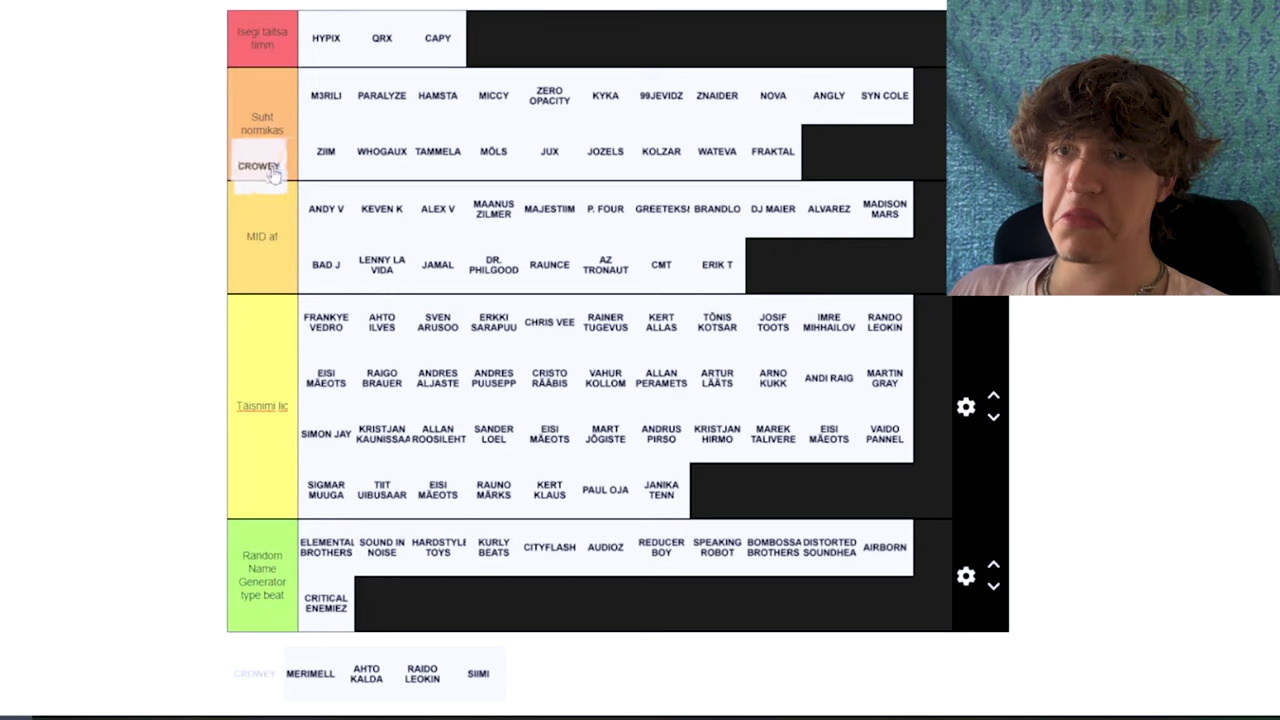 Isegi täitsa
timm
HYPIX QRX CAPY
Suht
normikas
M3RILI PARALYZE HAMSTA MICCY ZERO OPACITY KYKA 99JEVIDZ ZNAIDER NOVA ANGLY SYN COLE
ZIIM WHOGAUX TAMMELA MÖLS JUX JOZELS KOLZAR WATEVA FRAKTAL
CROWEY
MID af
ANDY V KEVEN K ALEX V MAANUS ZILMER MAJESTIIM P. FOUR GREETEKS BRANDLO DJ MAIER ALVAREZ MADISON MARS
BAD J LENNY LA VIDA JAMAL DR. PHILGOOD RAUNCE AZ TRONAUT CMT ERIK T
Täisnimi lic
FRANKYE VEDRO AHTO ILVES SVEN ARUSOO ERKKI SARAPUU CHRIS VEE RAINER TUGEVUS KERT ALLAS TÕNIS KOTSAR JOSIF TOOTS IMRE MIHHAILOV RANDO LEOKIN
EISI MÄEOTS RAIGO BRAUER ANDRES ALJASTE ANDRES PUUSEPP CRISTO RÄÄBIS VAHUR KOLLOM ALLAN PERAMETS ARTUR LÄÄTS ARNO KUKK ANDI RAIG MARTIN GRAY
SIMON JAY KRISTJAN KAUNISSAA ALLAN ROOSILEHT SANDER LOEL EISI MÄEOTS MART JÕGISTE ANDRUS PIRSO KRISTJAN HIRMO MAREK TALIVERE EISI MÄEOTS VAIDO PANNEL
SIGMAR MUUGA TIIT UIBUSAAR EISI MÄEOTS RAUNO MÄRKS KERT KLAUS PAUL OJA JANIKA TENN
Random
Name
Generator
type beat
ELEMENTAL BROTHERS SOUND IN NOISE HARDSTYLE TOYS KURLY BEATS CITYFLASH AUDIOZ REDUCER BOY SPEAKING ROBOT BOMBOSSA BROTHERS DISTORTED SOUNDHEA AIRBORN
CRITICAL ENEMIEZ
CROWEY MERIMELL AHTO KALDA RAIDO LEOKIN SIIMI